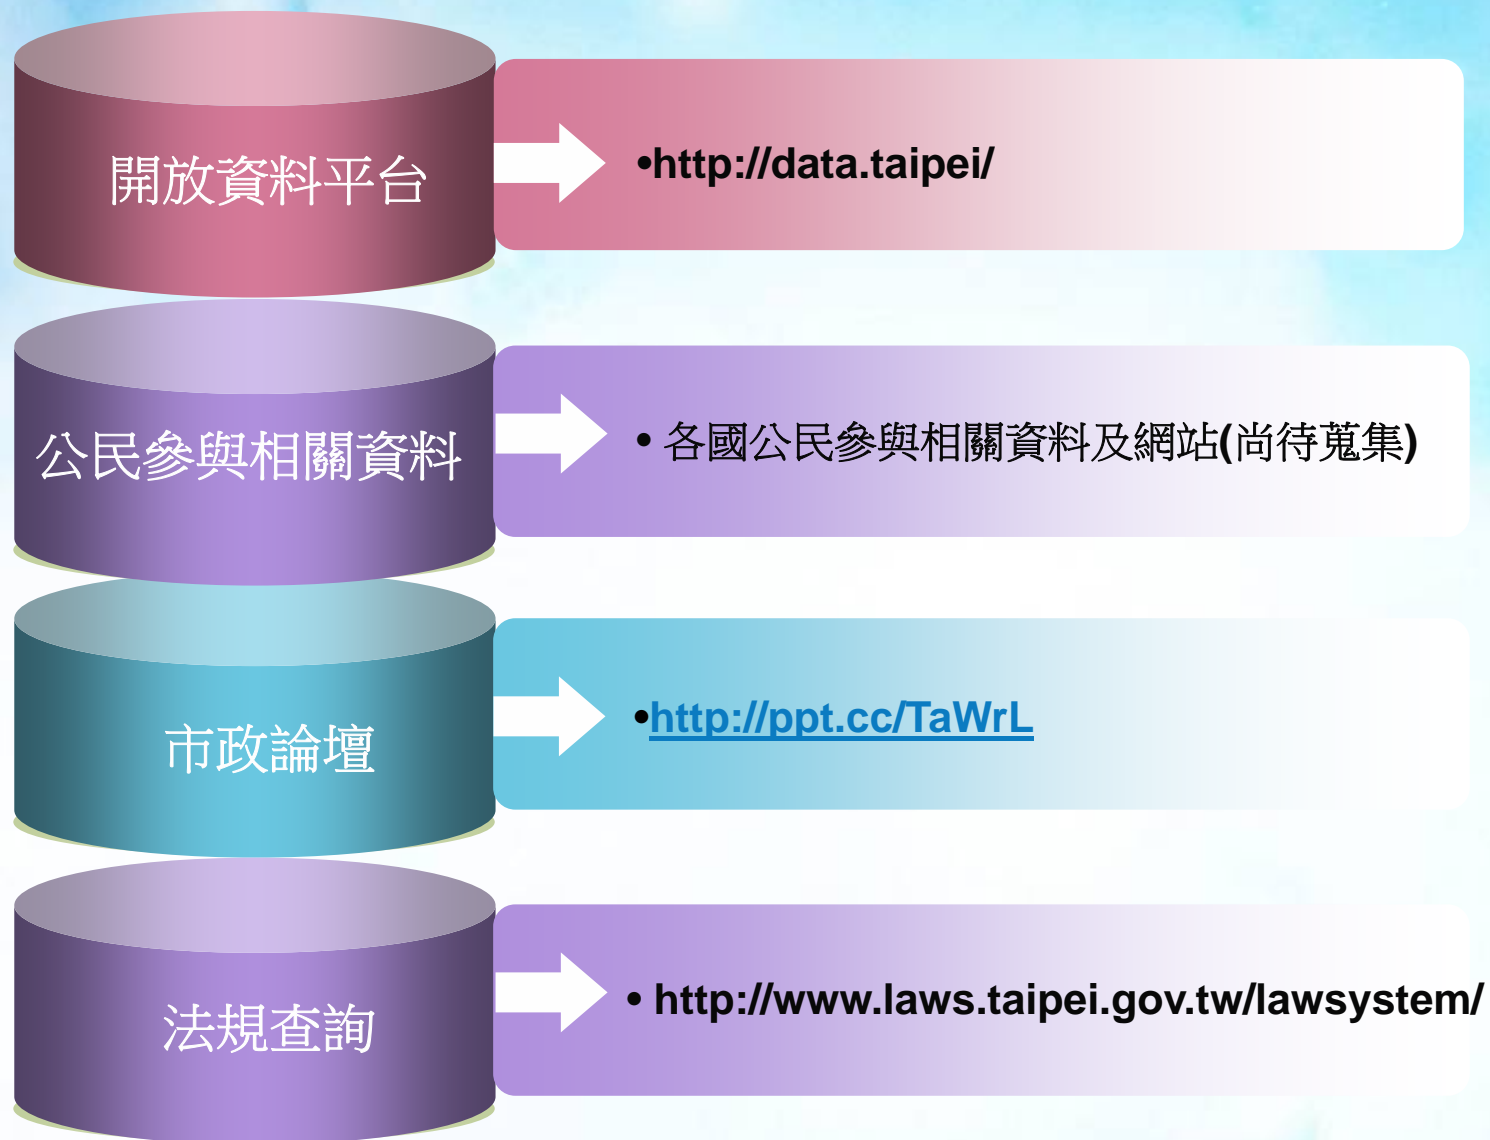 開放資料平台
•http://data.taipei/
公民參與相關資料
• 各國公民參與相關資料及網站(尚待蒐集)
市政論壇
•http://ppt.cc/TaWrL
法規查詢
• http://www.laws.taipei.gov.tw/lawsystem/